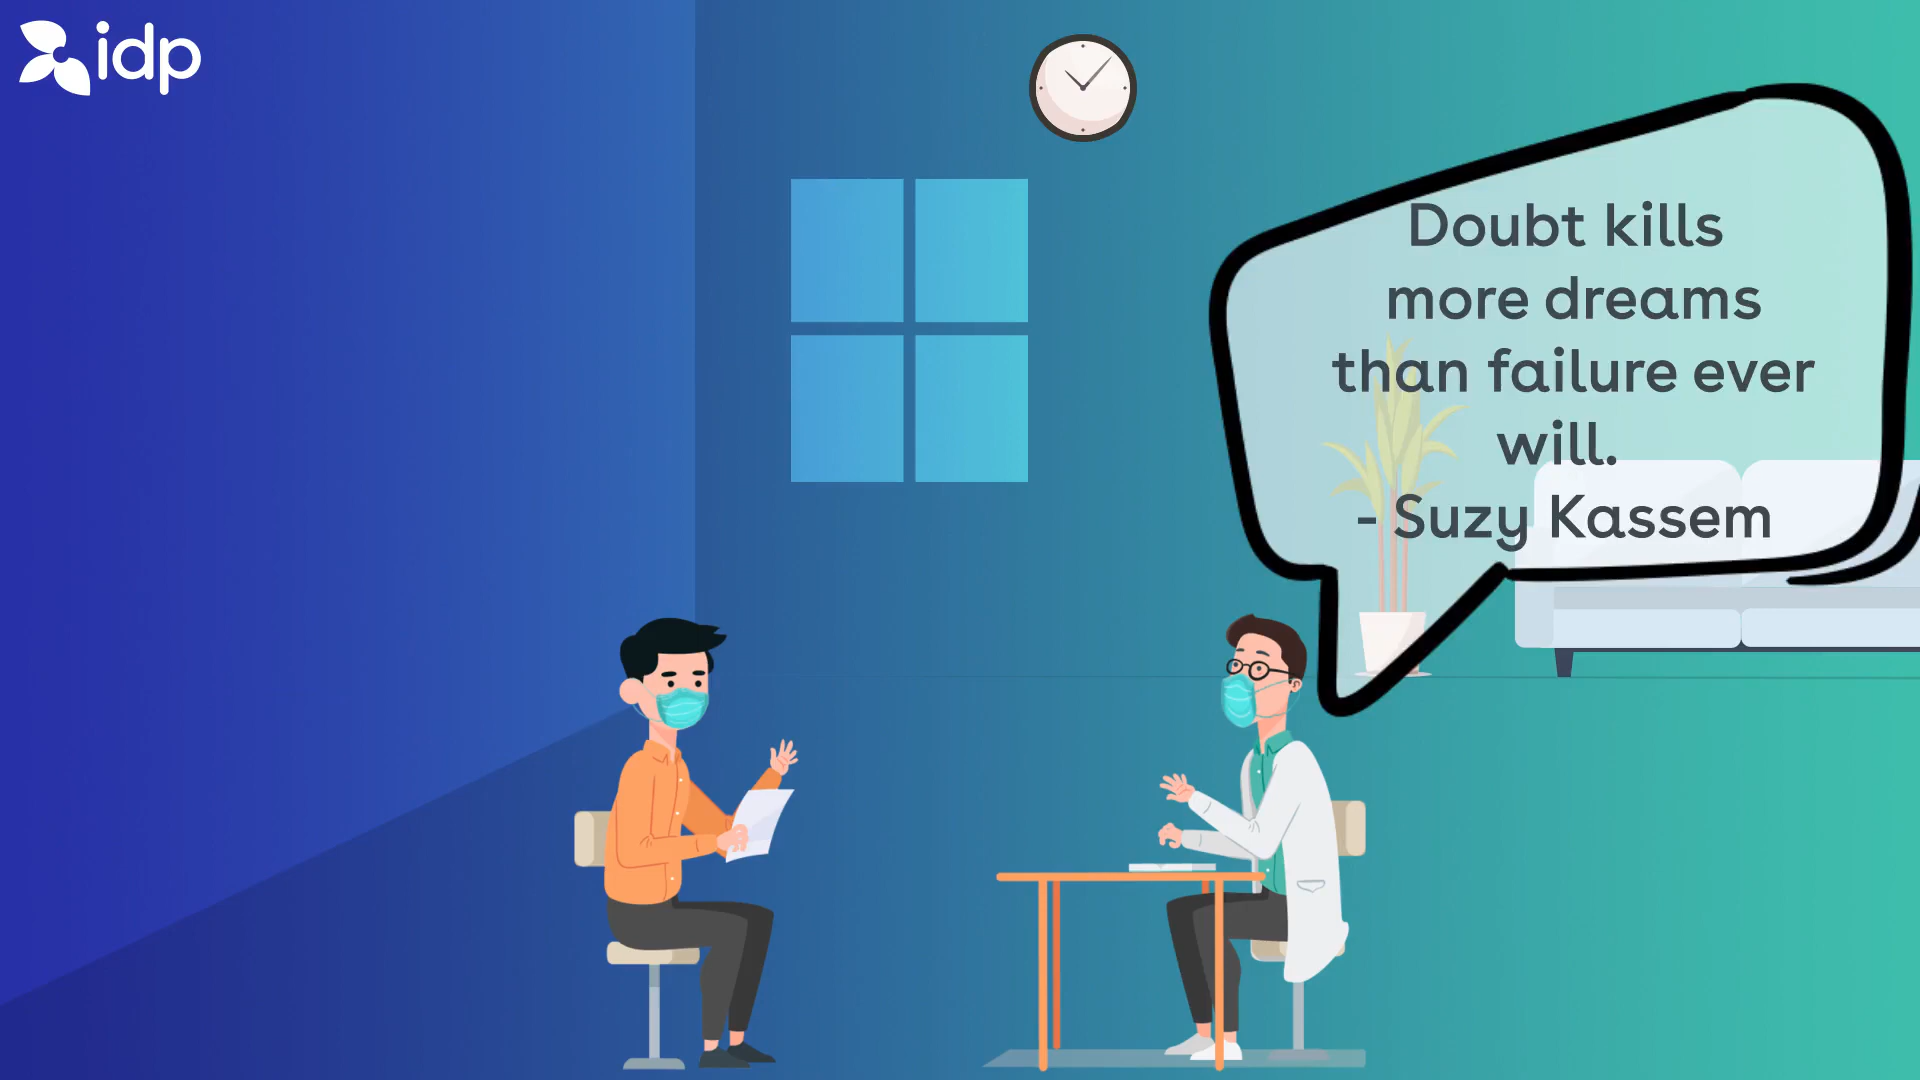 idp
Doubt kills
more dreams
than failure ever
will.
- Suzy Kassem